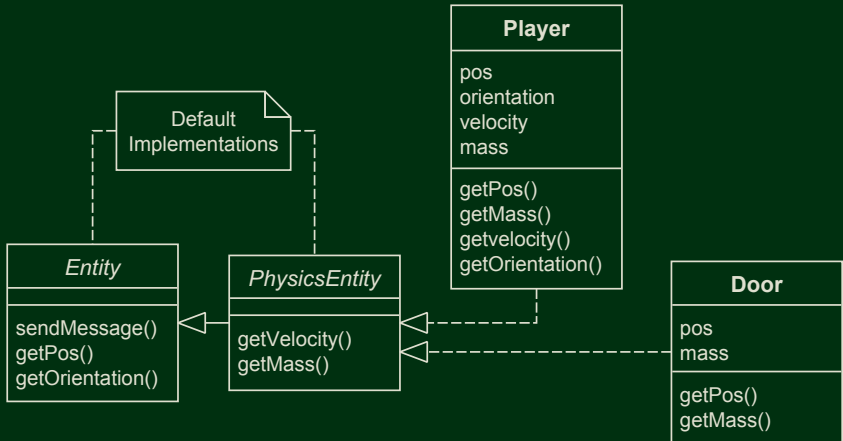 Player
pos
orientation
velocity
mass
getPos()
getMass()
getvelocity()
getOrientation()
Default
Implementations
Entity
sendMessage()
getPos()
getOrientation()
PhysicsEntity
getVelocity()
getMass()
Door
pos
mass
getPos()
getMass()